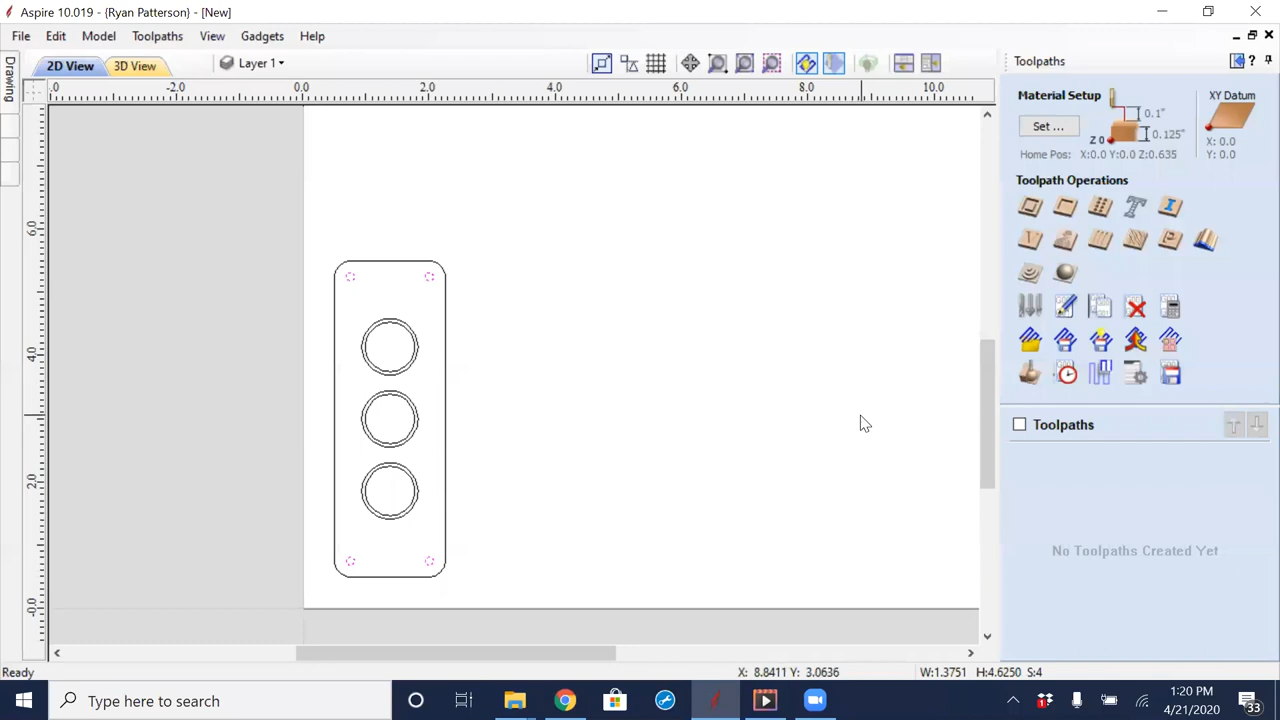 Aspire 10.019 - {Ryan Patterson} - [New]
File Edit Model Toolpaths View Gadgets Help
Drawing
2D View 3D View Layer 1
.0 -2.0 0.0 2.0 4.0 6.0 8.0 10.0
6.0
4.0
2.0
-0.0
Toolpaths
Material Setup
XY Datum
Set ...
0.1"
Z 0
0.125"
X: 0.0
Y: 0.0
Home Pos: X:0.0 Y:0.0 Z:0.635
Toolpath Operations
Toolpaths
No Toolpaths Created Yet
Ready
X: 8.8411 Y: 3.0636
W:1.3751 H:4.6250 S:4
Type here to search
1:20 PM
4/21/2020
33